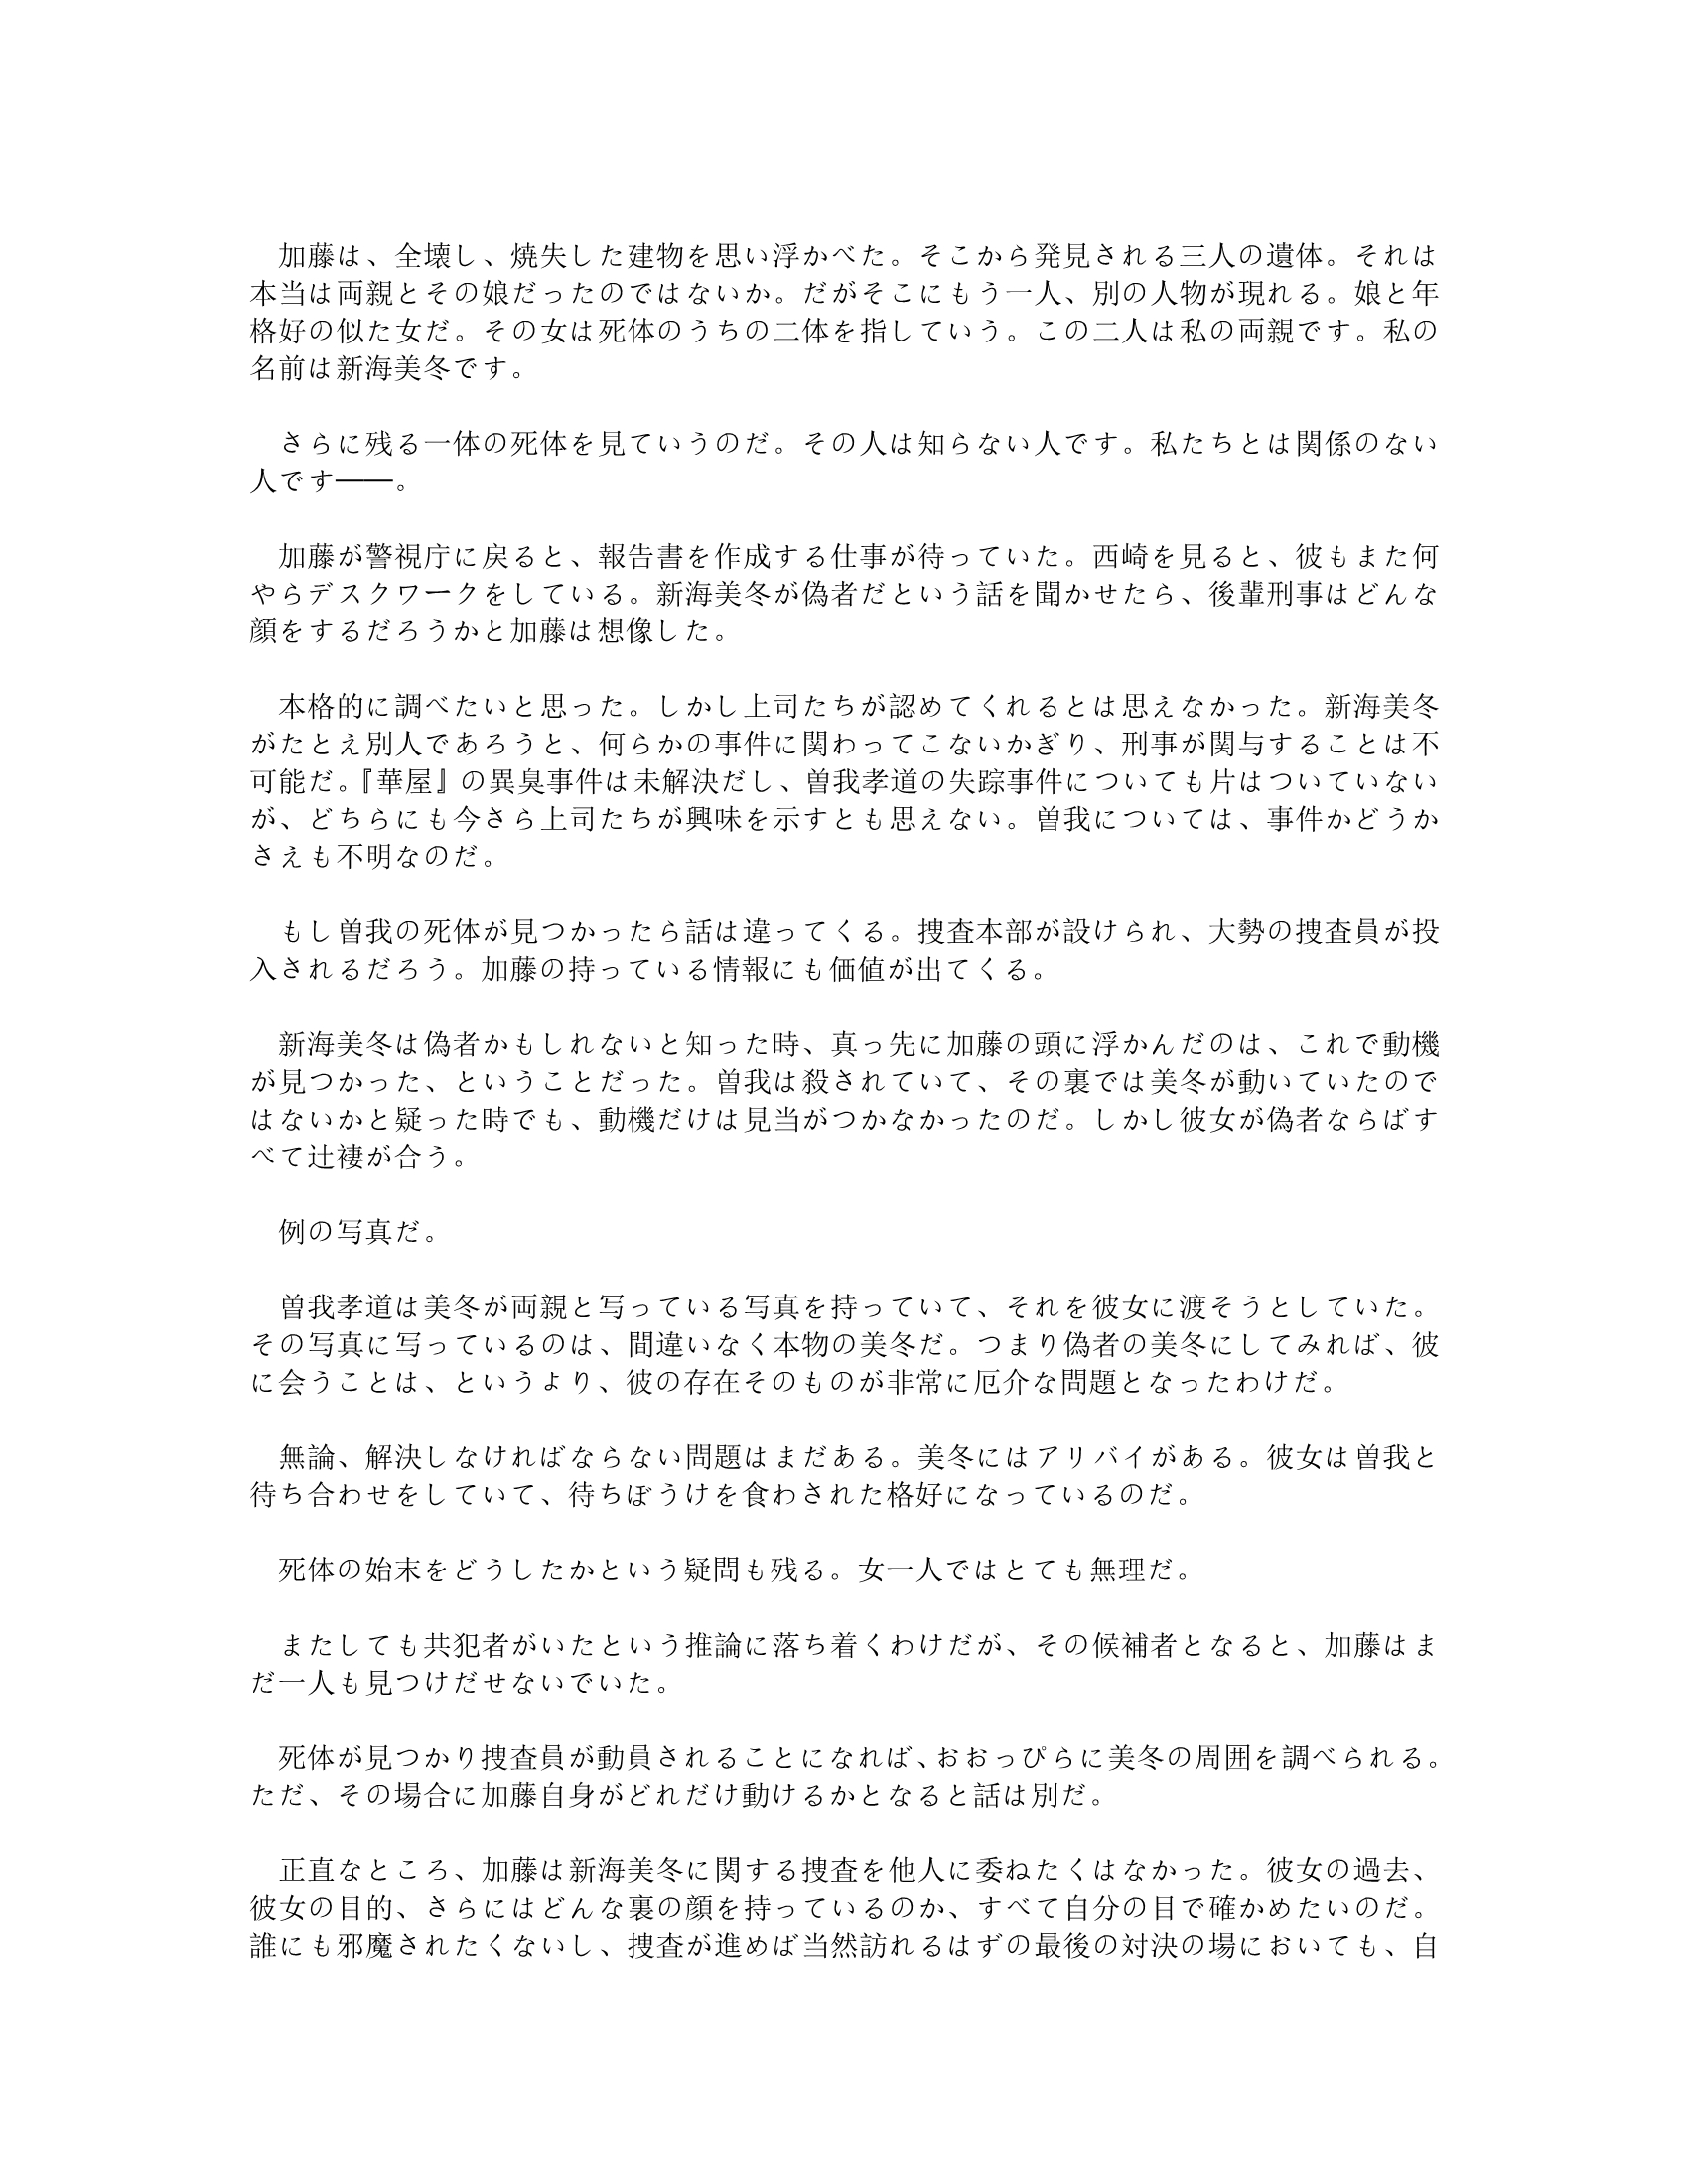 加藤は、全壊し、焼失した建物を思い浮かべた。そこから発見される三人の遺体。それは
本当は両親とその娘だったのではないか。だがそこにもう一人、別の人物が現れる。娘と年
格好の似た女だ。その女は死体のうちの二体を指していう。この二人は私の両親です。私の
名前は新海美冬です。
さらに残る一体の死体を見ていうのだ。その人は知らない人です。私たちとは関係のない
人です――。
加藤が警視庁に戻ると、報告書を作成する仕事が待っていた。西崎を見ると、彼もまた何
やらデスクワークをしている。新海美冬が偽者だという話を聞かせたら、後輩刑事はどんな
顔をするだろうかと加藤は想像した。
本格的に調べたいと思った。しかし上司たちが認めてくれるとは思えなかった。新海美冬
がたとえ別人であろうと、何らかの事件に関わってこないかぎり、刑事が関与することは不
可能だ。『華屋』の異臭事件は未解決だし、曽我孝道の失踪事件についても片はついていない
が、どちらにも今さら上司たちが興味を示すとも思えない。曽我については、事件かどうか
さえも不明なのだ。
もし曽我の死体が見つかったら話は違ってくる。捜査本部が設けられ、大勢の捜査員が投
入されるだろう。加藤の持っている情報にも価値が出てくる。
新海美冬は偽者かもしれないと知った時、真っ先に加藤の頭に浮かんだのは、これで動機
が見つかった、ということだった。曽我は殺されていて、その裏では美冬が動いていたので
はないかと疑った時でも、動機だけは見当がつかなかったのだ。しかし彼女が偽者ならばす
べて辻褄が合う。
例の写真だ。
曽我孝道は美冬が両親と写っている写真を持っていて、それを彼女に渡そうとしていた。
その写真に写っているのは、間違いなく本物の美冬だ。つまり偽者の美冬にしてみれば、彼
に会うことは、というより、彼の存在そのものが非常に厄介な問題となったわけだ。
無論、解決しなければならない問題はまだある。美冬にはアリバイがある。彼女は曽我と
待ち合わせをしていて、待ちぼうけを食わされた格好になっているのだ。
死体の始末をどうしたかという疑問も残る。女一人ではとても無理だ。
またしても共犯者がいたという推論に落ち着くわけだが、その候補者となると、加藤はま
だ一人も見つけだせないでいた。
死体が見つかり捜査員が動員されることになれば、おおっぴらに美冬の周囲を調べられる。
ただ、その場合に加藤自身がどれだけ動けるかとなると話は別だ。
正直なところ、加藤は新海美冬に関する捜査を他人に委ねたくはなかった。彼女の過去、
彼女の目的、さらにはどんな裏の顔を持っているのか、すべて自分の目で確かめたいのだ。
誰にも邪魔されたくないし、捜査が進めば当然訪れるはずの最後の対決の場においても、自